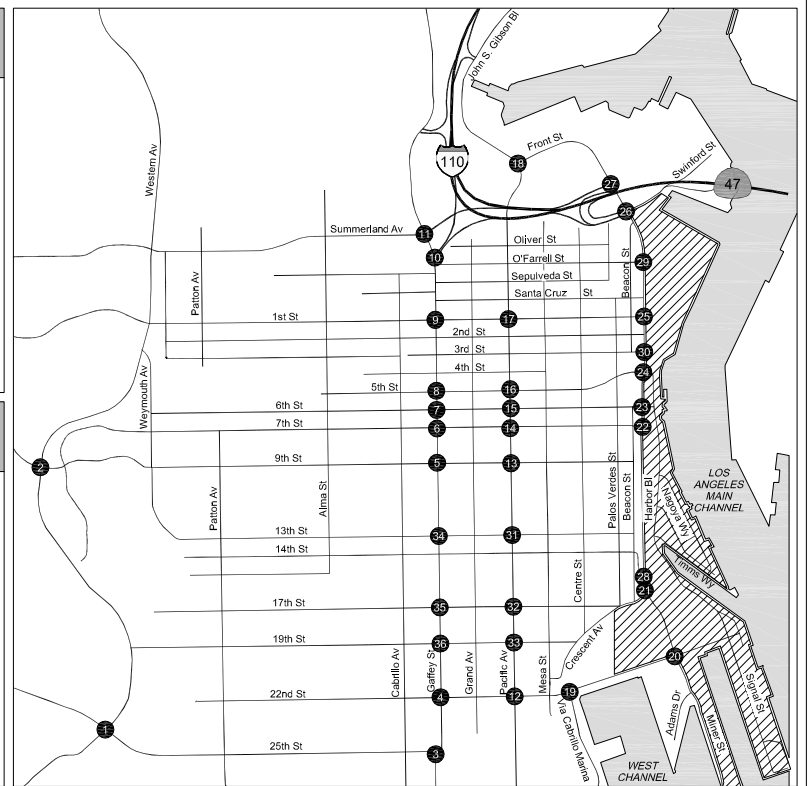 John S. Gibson Bl
Front St
18
110
Swinford St
Western Av
27
47
26
Summerland Av
11
Oliver St
10
O'Farrell St
29
Beacon St
Sepulveda St
Patton Av
Santa Cruz St
1st St
9
17
25
2nd St
3rd St
30
4th St
24
5th St
8
16
Weymouth Av
6th St
7
15
23
7th St
6
14
22
2
9th St
5
13
LOS
ANGELES
MAIN
CHANNEL
Patton Av
Alma St
Palos Verdes St
Beacon St
Harbor Bl
Nagoya Wy
13th St
34
31
14th St
Timms Wy
Centre St
28
21
17th St
35
32
19th St
36
33
Crescent Av
20
Cabrillo Av
Gaffey St
Grand Av
Pacific Av
Mesa St
22nd St
4
12
19
Via Cabrillo Marina
Adams Dr
Miner St
Signal St
1
25th St
3
WEST
CHANNEL